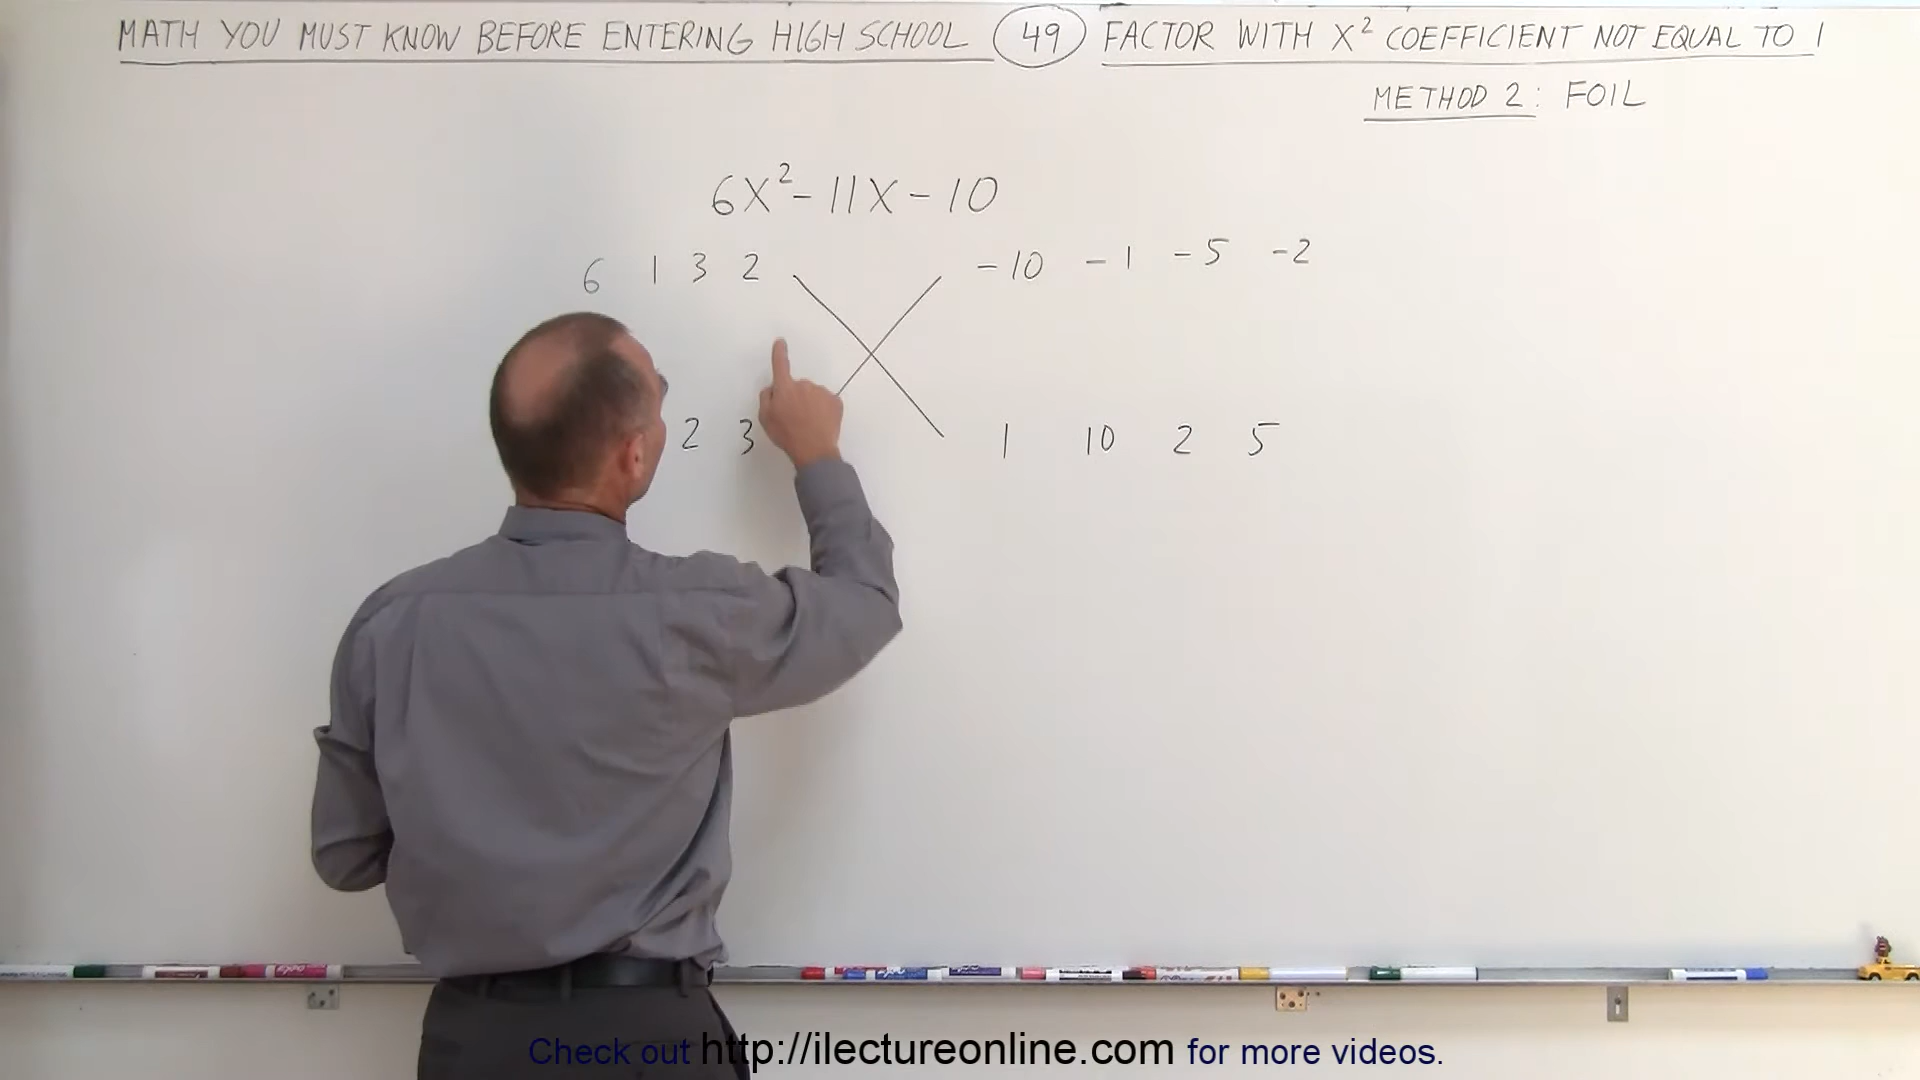 MATH YOU MUST KNOW BEFORE ENTERING HIGH SCHOOL 49 FACTOR WITH X² COEFFICIENT NOT EQUAL TO 1
METHOD 2: FOIL
6X² - 11X - 10
6 1 3 2 -10 -1 -5 -2
2 3 1 10 2 5
Check out http://ilectureonline.com for more videos.